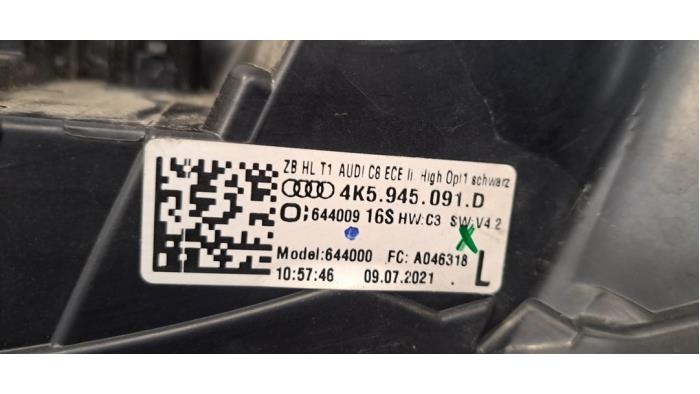 ZB HL T1 AUDI C8 ECE li. High Opt1 schwarz
4K5.945.091.D
644009 16S HW:C3 SW:V4.2
Model:644000 FC: A046318
10:57:46 09.07.2021 L